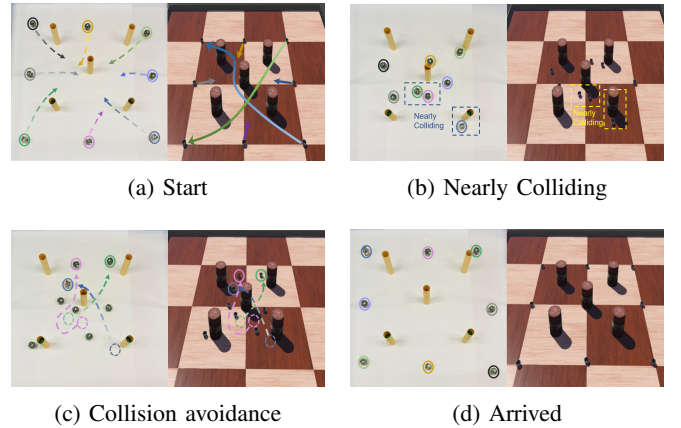 (a) Start
Nearly
Colliding
Nearly
Colliding
(b) Nearly Colliding
(c) Collision avoidance
(d) Arrived